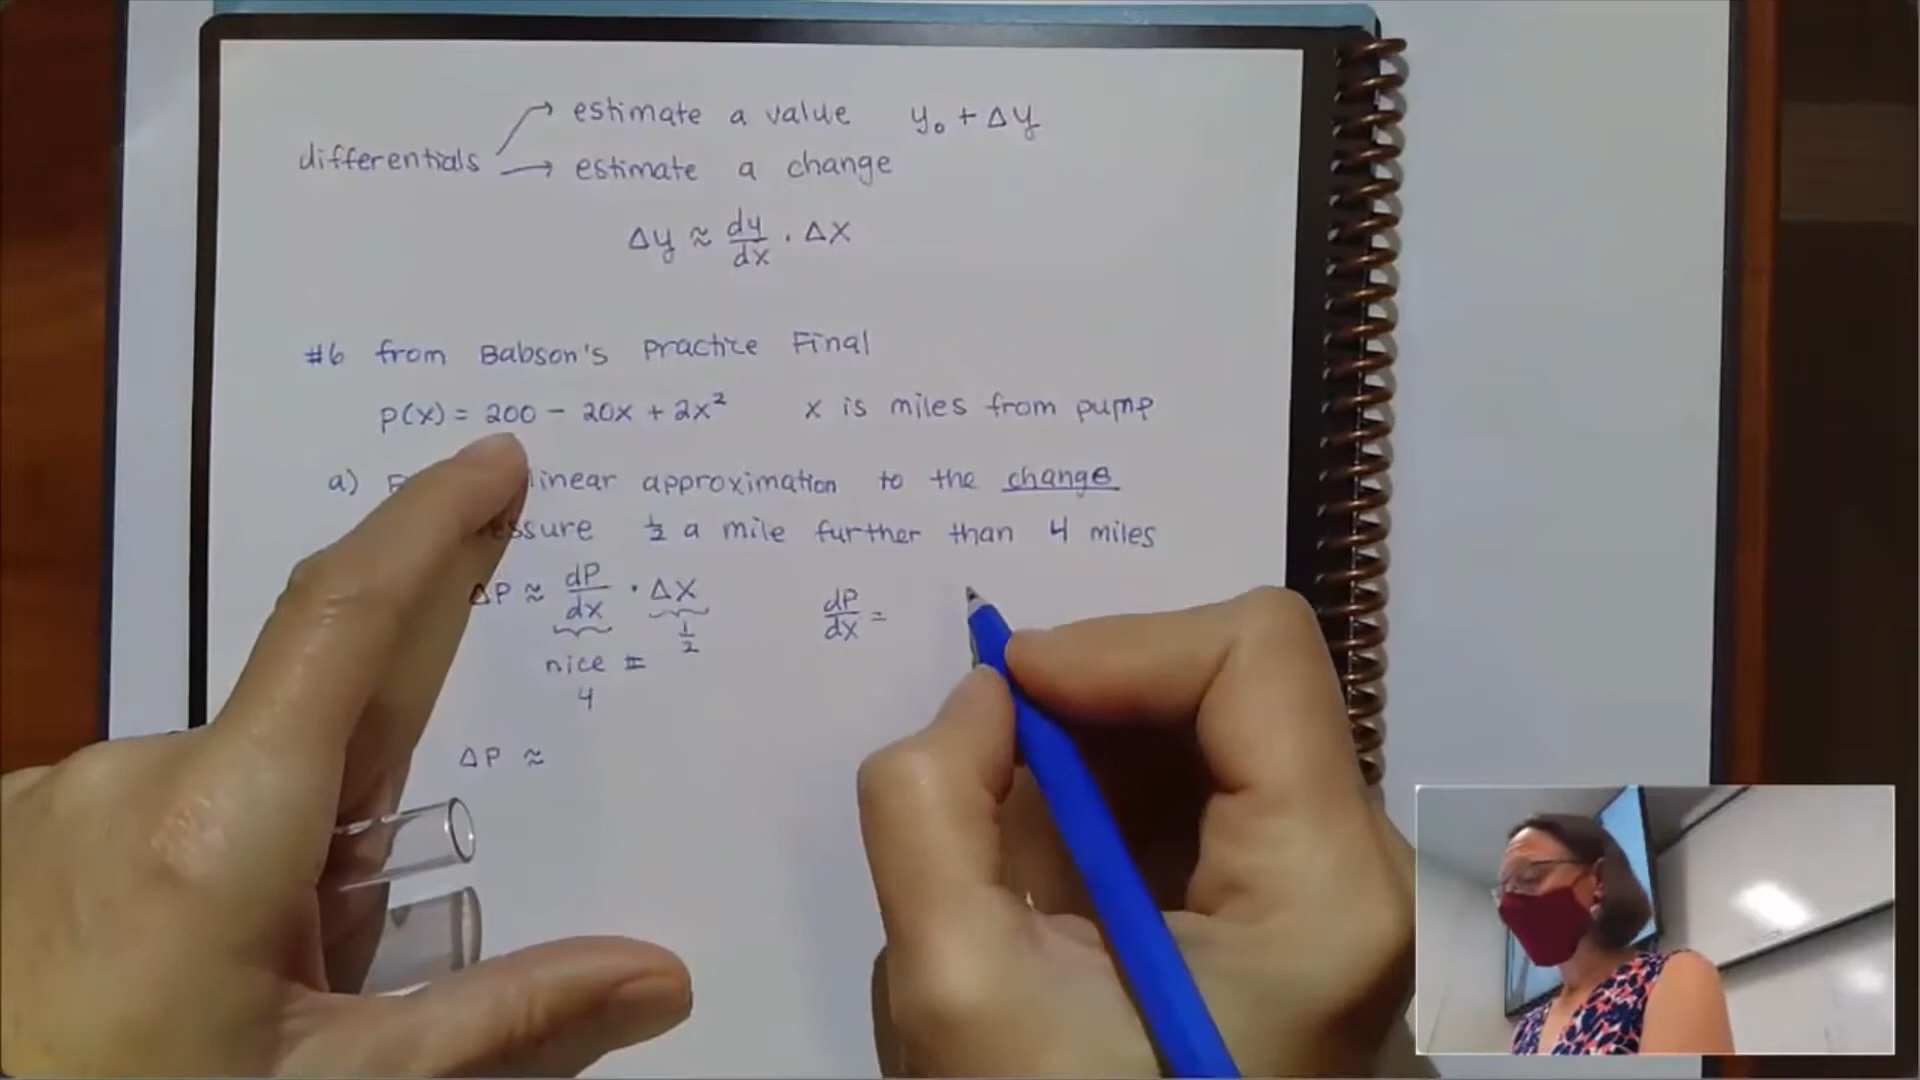 estimate a value y₀ + Δy
differentials
estimate a change
Δy ≈ dy/dx · Δx
#6 from Babson's Practice Final
p(x) = 200 - 20x + 2x² x is miles from pump
a) linear approximation to the change
½ a mile further than 4 miles
ΔP ≈ dP/dx · Δx dP/dx =
nice # 1/2
4
ΔP ≈